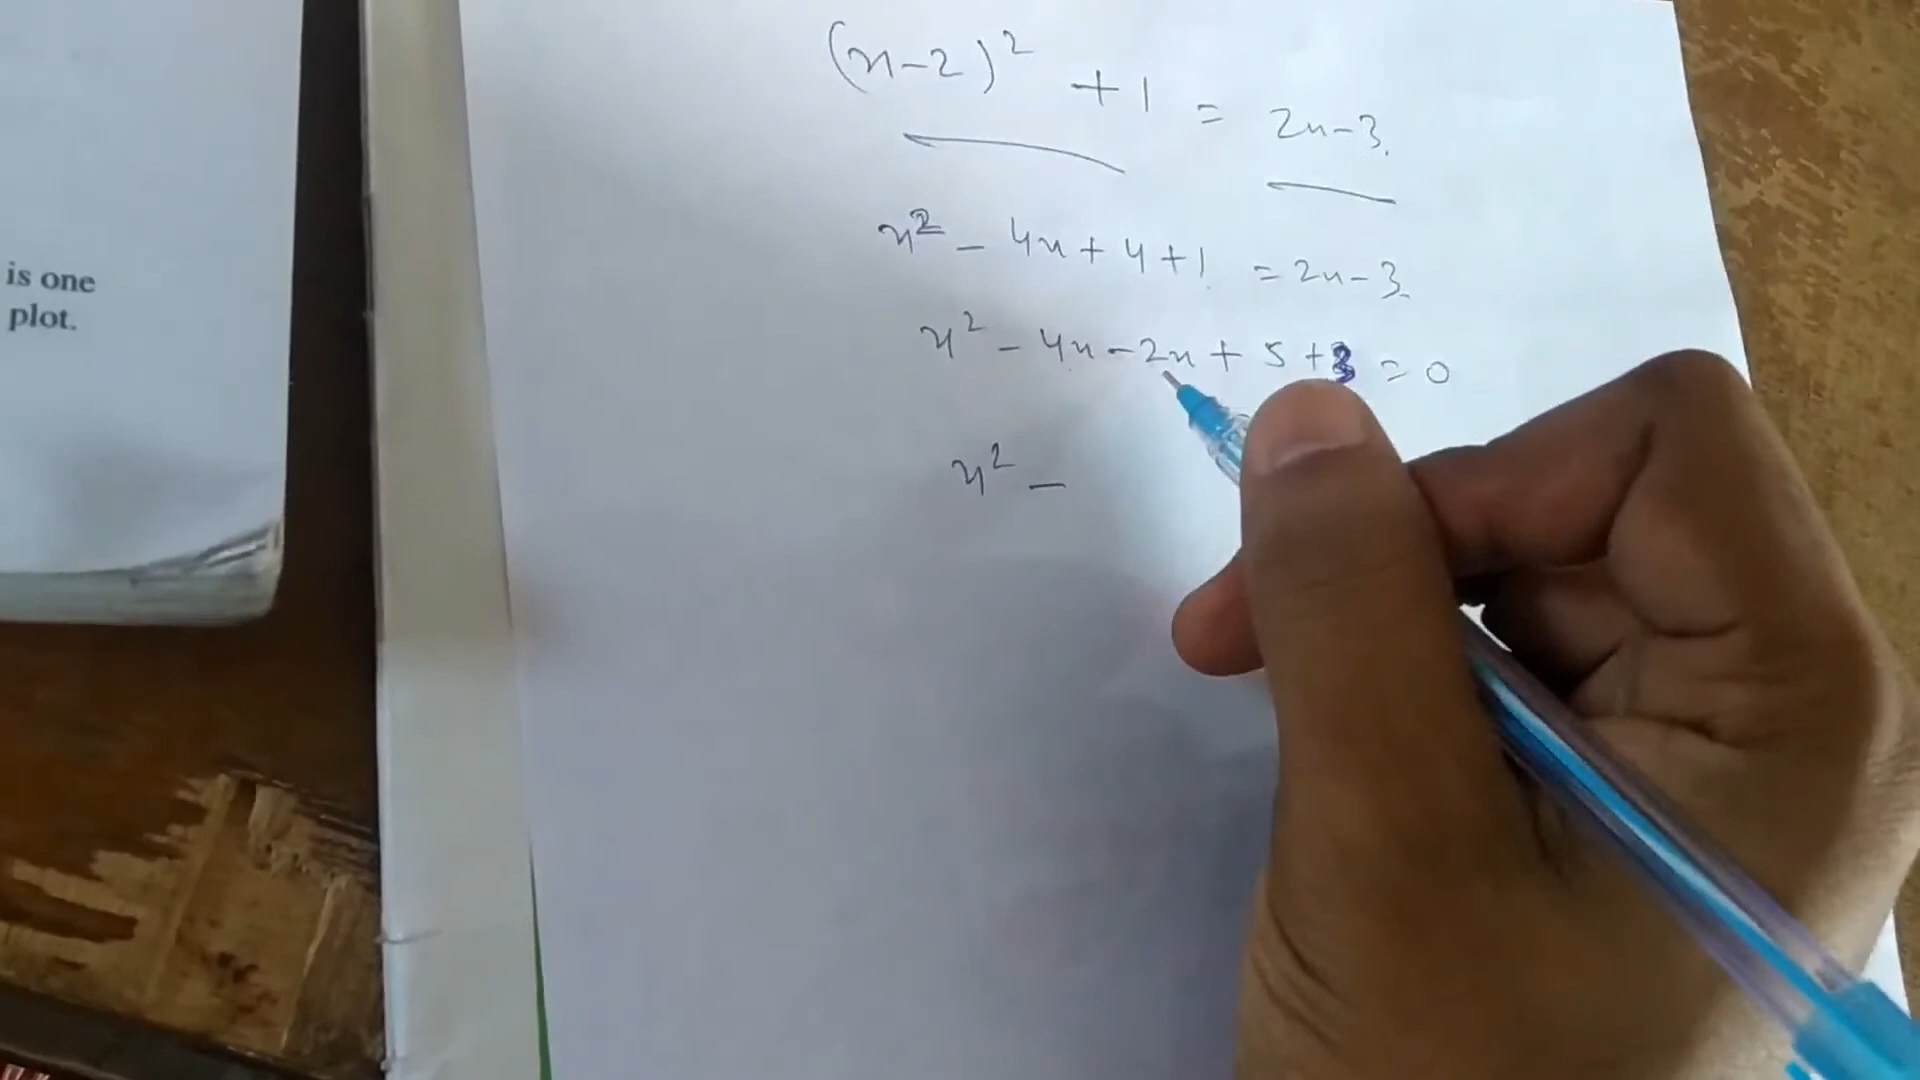 (x-2)² + 1 = 2x-3.
x² - 4x + 4 + 1 = 2x - 3.
is one
plot.
x² - 4x - 2x + 5 + 3 = 0
x² -